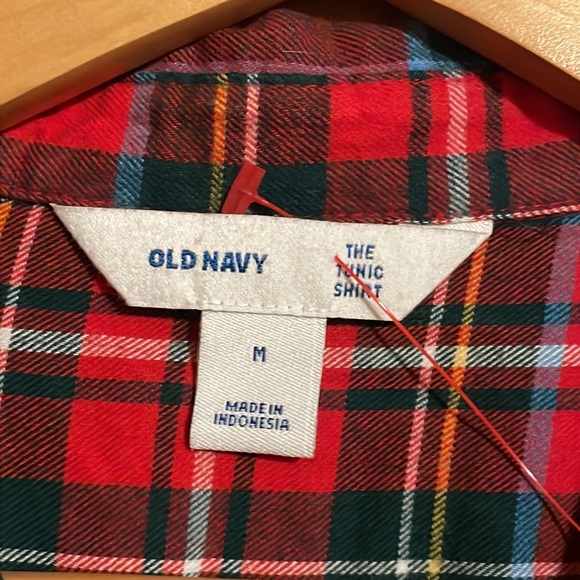 OLD NAVY
THE
TUNIC
SHIRT
M
MADE IN
INDONESIA